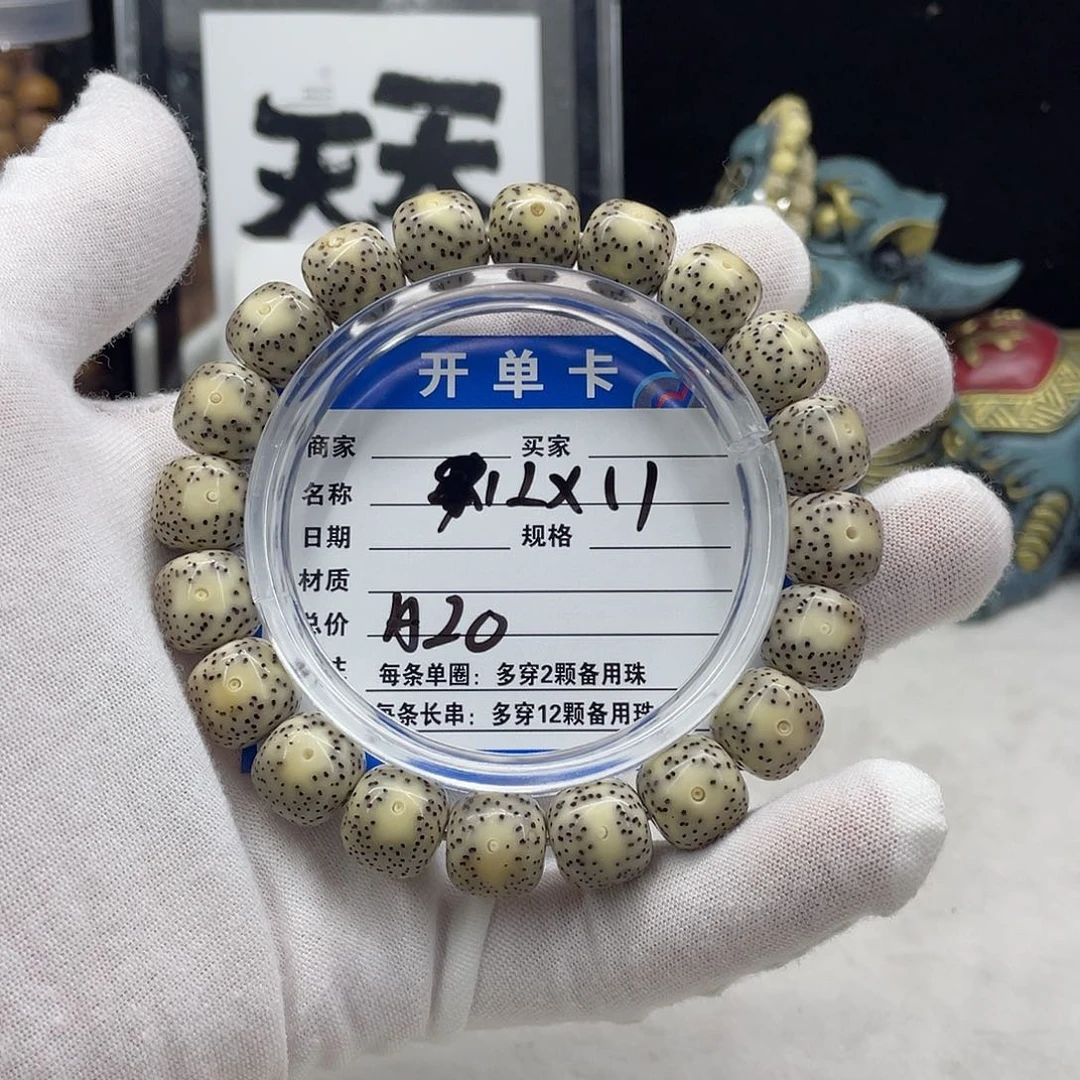 开单卡
商家 买家
名称 12X11
日期 规格
材质
总价 A20
每条单圈：多穿2颗备用珠
每条长串：多穿12颗备用珠